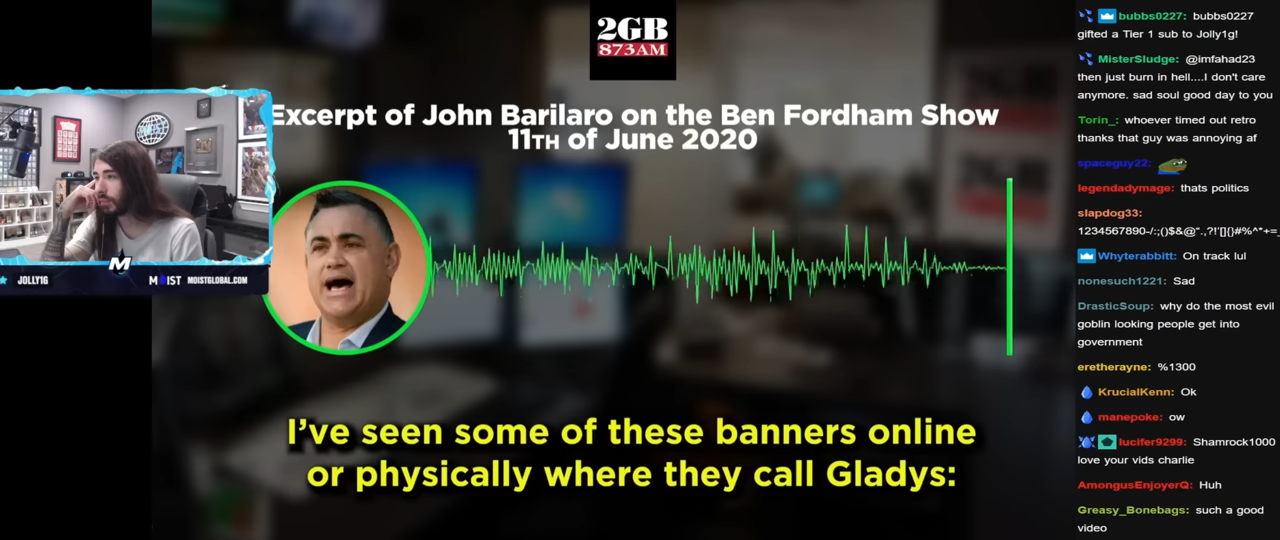 2GB
873AM
Excerpt of John Barilaro on the Ben Fordham Show
11TH of June 2020
JOLLY1G
M
MOIST MOISTGLOBAL.COM
I've seen some of these banners online
or physically where they call Gladys:
bubbs0227: bubbs0227
gifted a Tier 1 sub to Jolly1g!
MisterSludge: @imfahad23
then just burn in hell....I don't care
anymore. sad soul good day to you
Torin_: whoever timed out retro
thanks that guy was annoying af
spaceguy22:
legendadymage: thats politics
slapdog33:
1234567890-/:;()$&@".,?!'[]{}#%^*+=_
Whyterabbitt: On track lul
nonesuch1221: Sad
DrasticSoup: why do the most evil
goblin looking people get into
government
eretherayne: %1300
KrucialKenn: Ok
manepoke: ow
lucifer9299: Shamrock1000
love your vids charlie
AmongusEnjoyerQ: Huh
Greasy_Bonebags: such a good
video